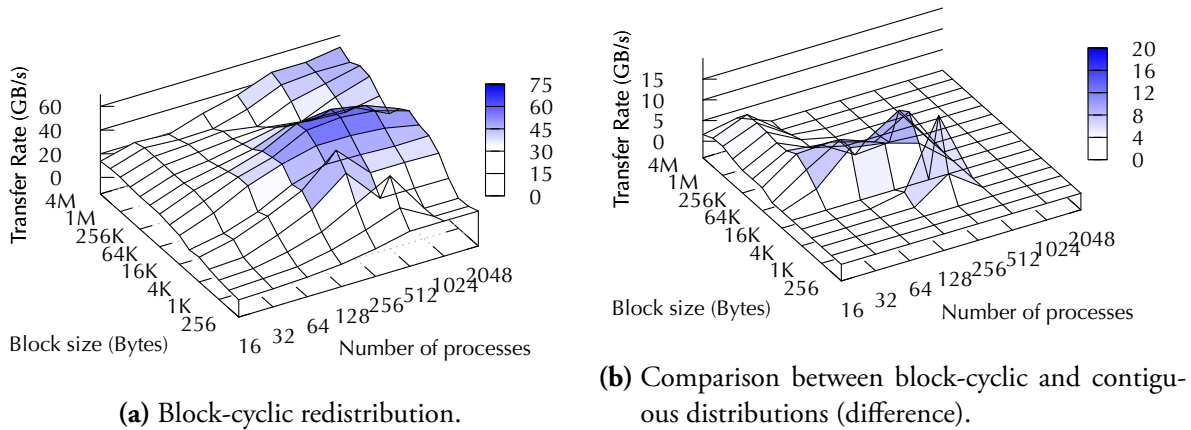 Transfer Rate (GB/s)
60
40
20
0
4M
1M
256K
64K
16K
4K
1K
256
Block size (Bytes)
16
32
64
128
256
512
1024
2048
Number of processes
75
60
45
30
15
0
(a) Block-cyclic redistribution.
Transfer Rate (GB/s)
15
10
5
0
4M
1M
256K
64K
16K
4K
1K
256
Block size (Bytes)
16
32
64
128
256
512
1024
2048
Number of processes
20
16
12
8
4
0
(b) Comparison between block-cyclic and contigu-
ous distributions (difference).